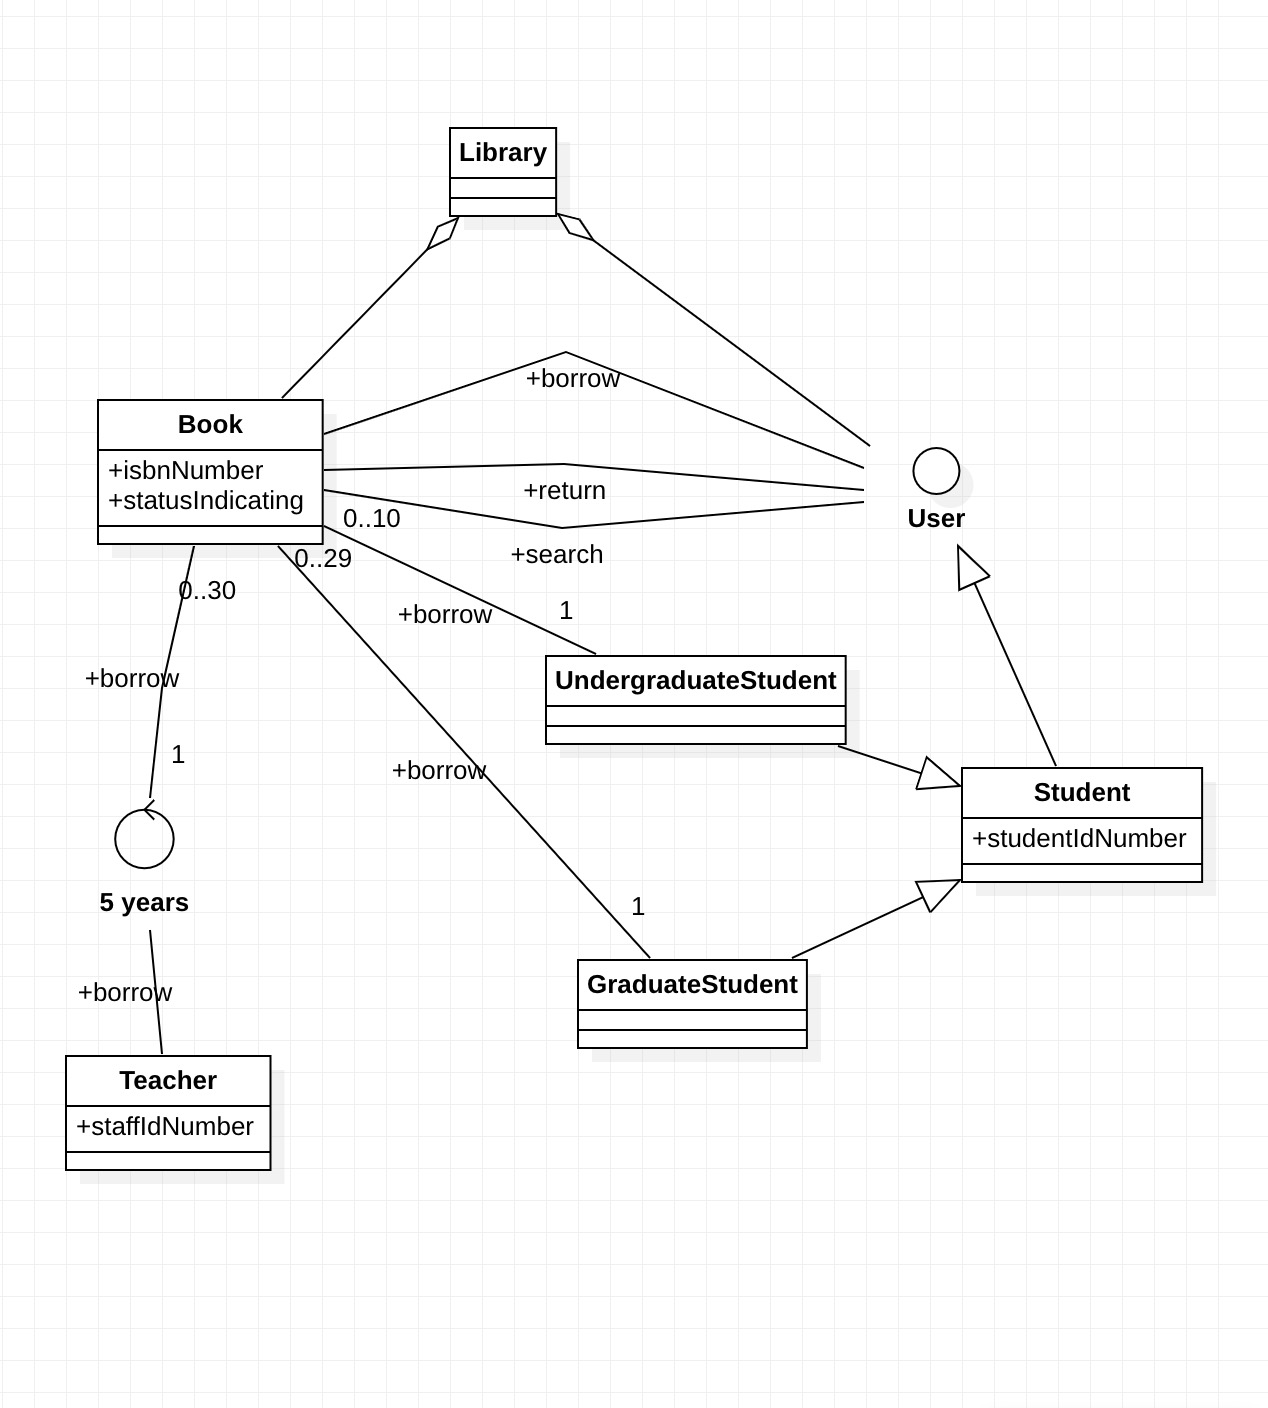 Library
+borrow
Book
+isbnNumber
+statusIndicating
+return
0..10
User
+search
0..29
0..30
+borrow
1
+borrow
UndergraduateStudent
1
+borrow
Student
+studentIdNumber
5 years
1
+borrow
GraduateStudent
Teacher
+staffIdNumber